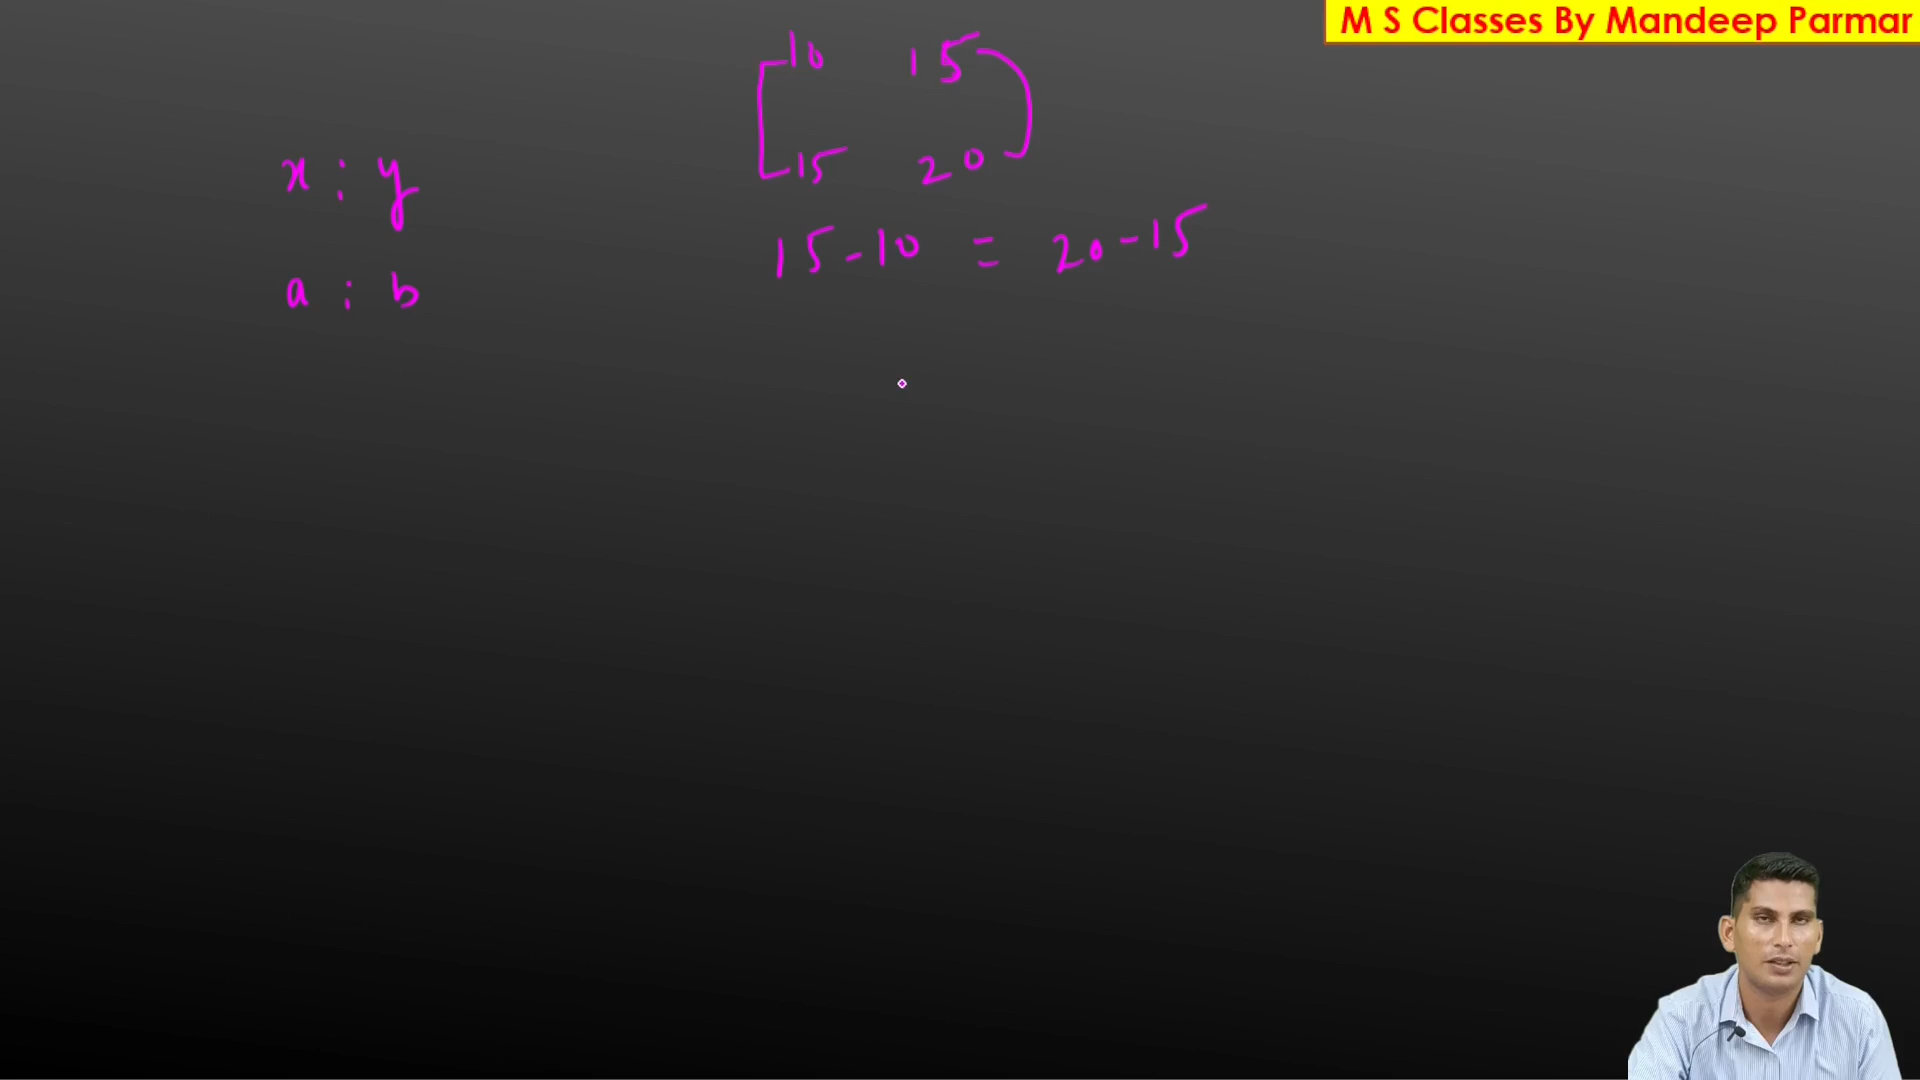 M S Classes By Mandeep Parmar
10 15
15 20
x : y
15 - 10 = 20 - 15
a : b